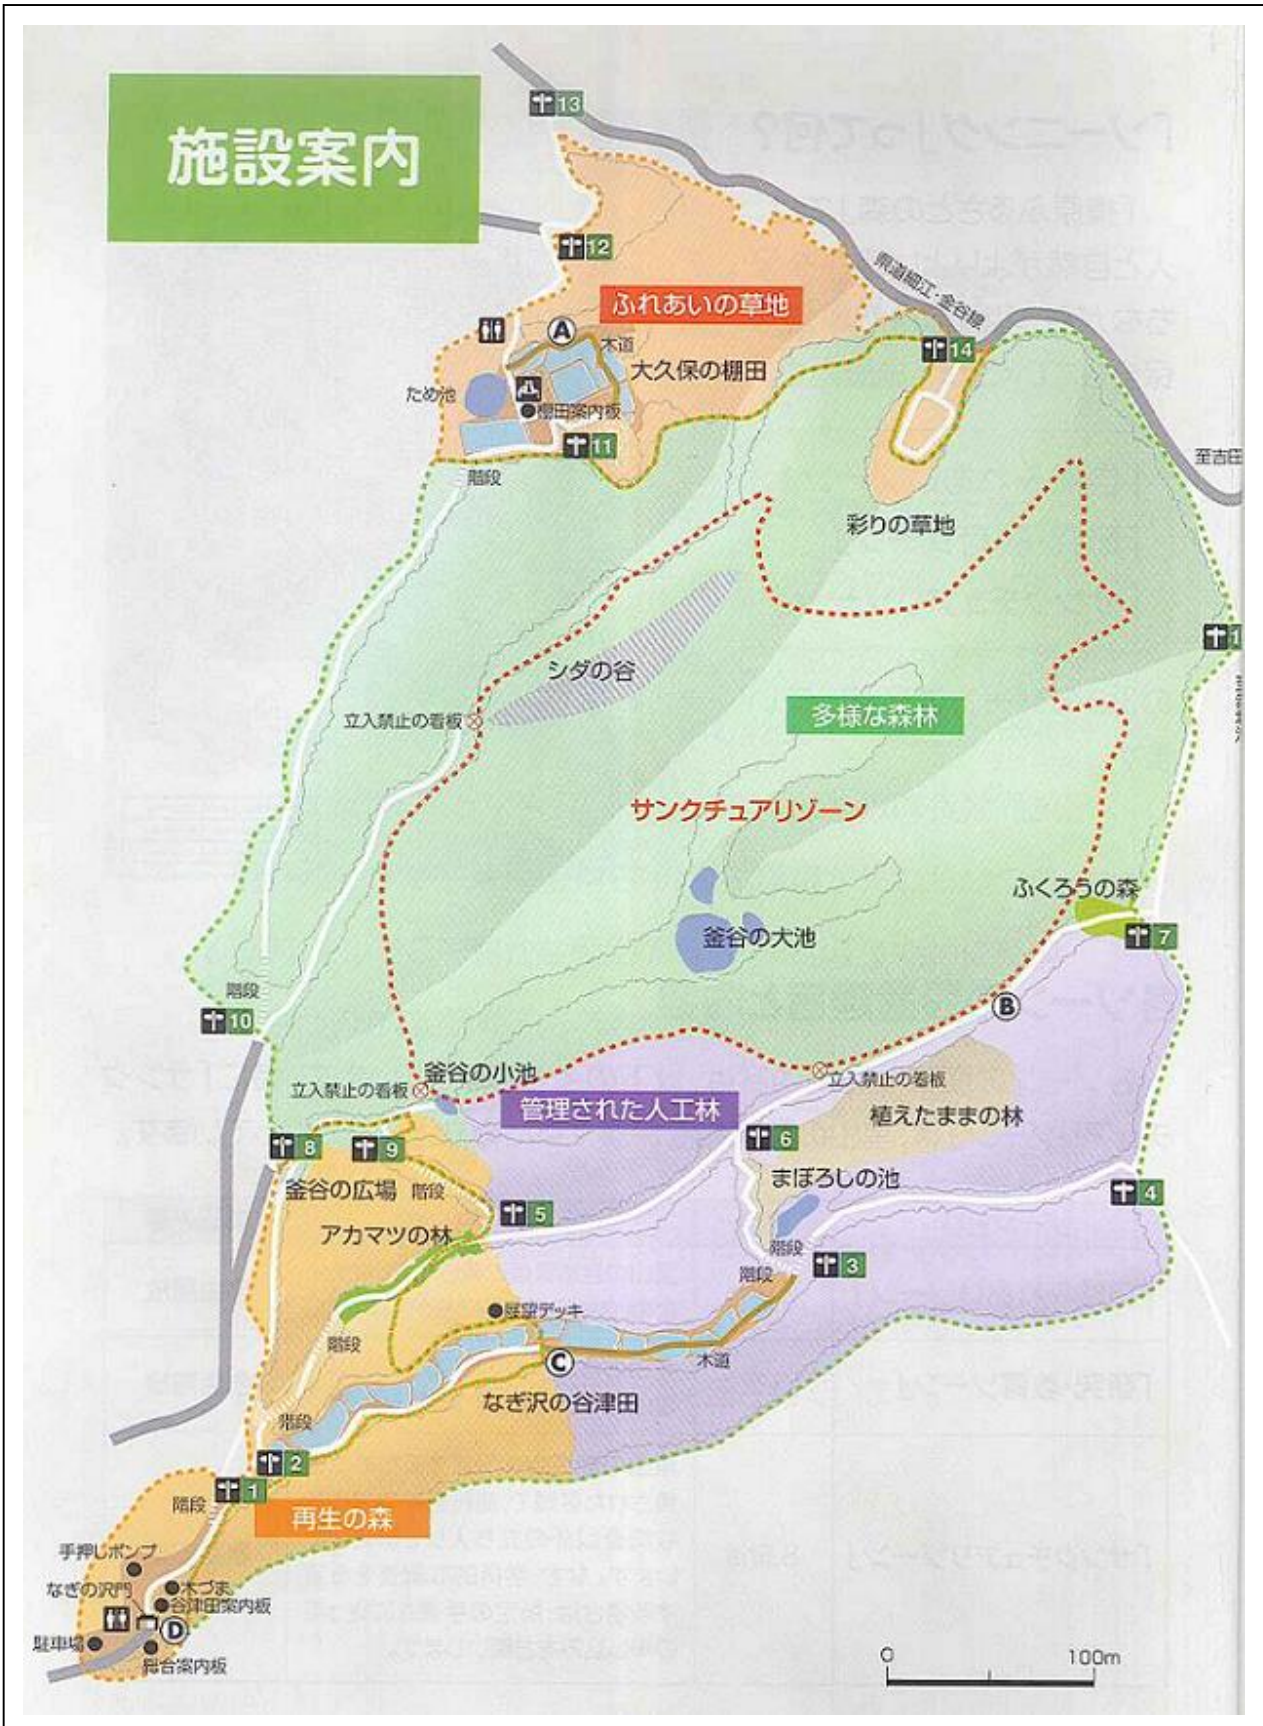 施設案内
13
12
ふれあいの草地
県道細江・金谷線
A
木道
14
大久保の棚田
ため池
棚田案内板
11
階段
至吉田
彩りの草地
シダの谷
1
立入禁止の看板
多様な森林
サンクチュアリゾーン
ふくろうの森
釜谷の大池
7
階段
B
10
釜谷の小池
立入禁止の看板
立入禁止の看板
管理された人工林
植えたままの林
6
8
9
まぼろしの池
釜谷の広場
階段
4
5
アカマツの林
階段
3
階段
展望デッキ
階段
C
木道
なぎ沢の谷津田
階段
2
1
階段
再生の森
手押しポンプ
なぎの沢門
木づま
谷津田案内板
D
駐車場
総合案内板
0
100m